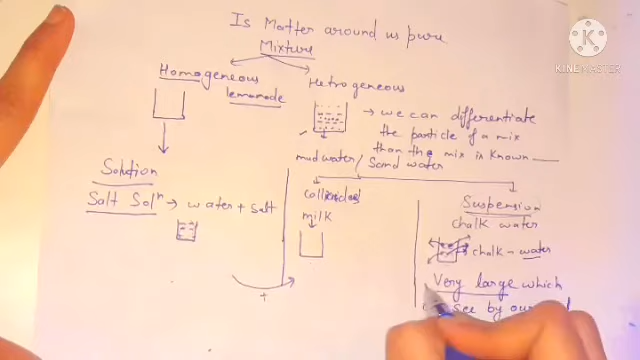 Is Matter around us pure
Mixture
KINEMASTER
Homogeneous
Hetrogeneous
lemonade
→ we can differentiate
the particle of a mix
than the mix is known
mud water / Sand water
Solution
Salt Solⁿ → water + salt
milk
Suspension
chalk water
chalk - water
Very large which
see by our
+